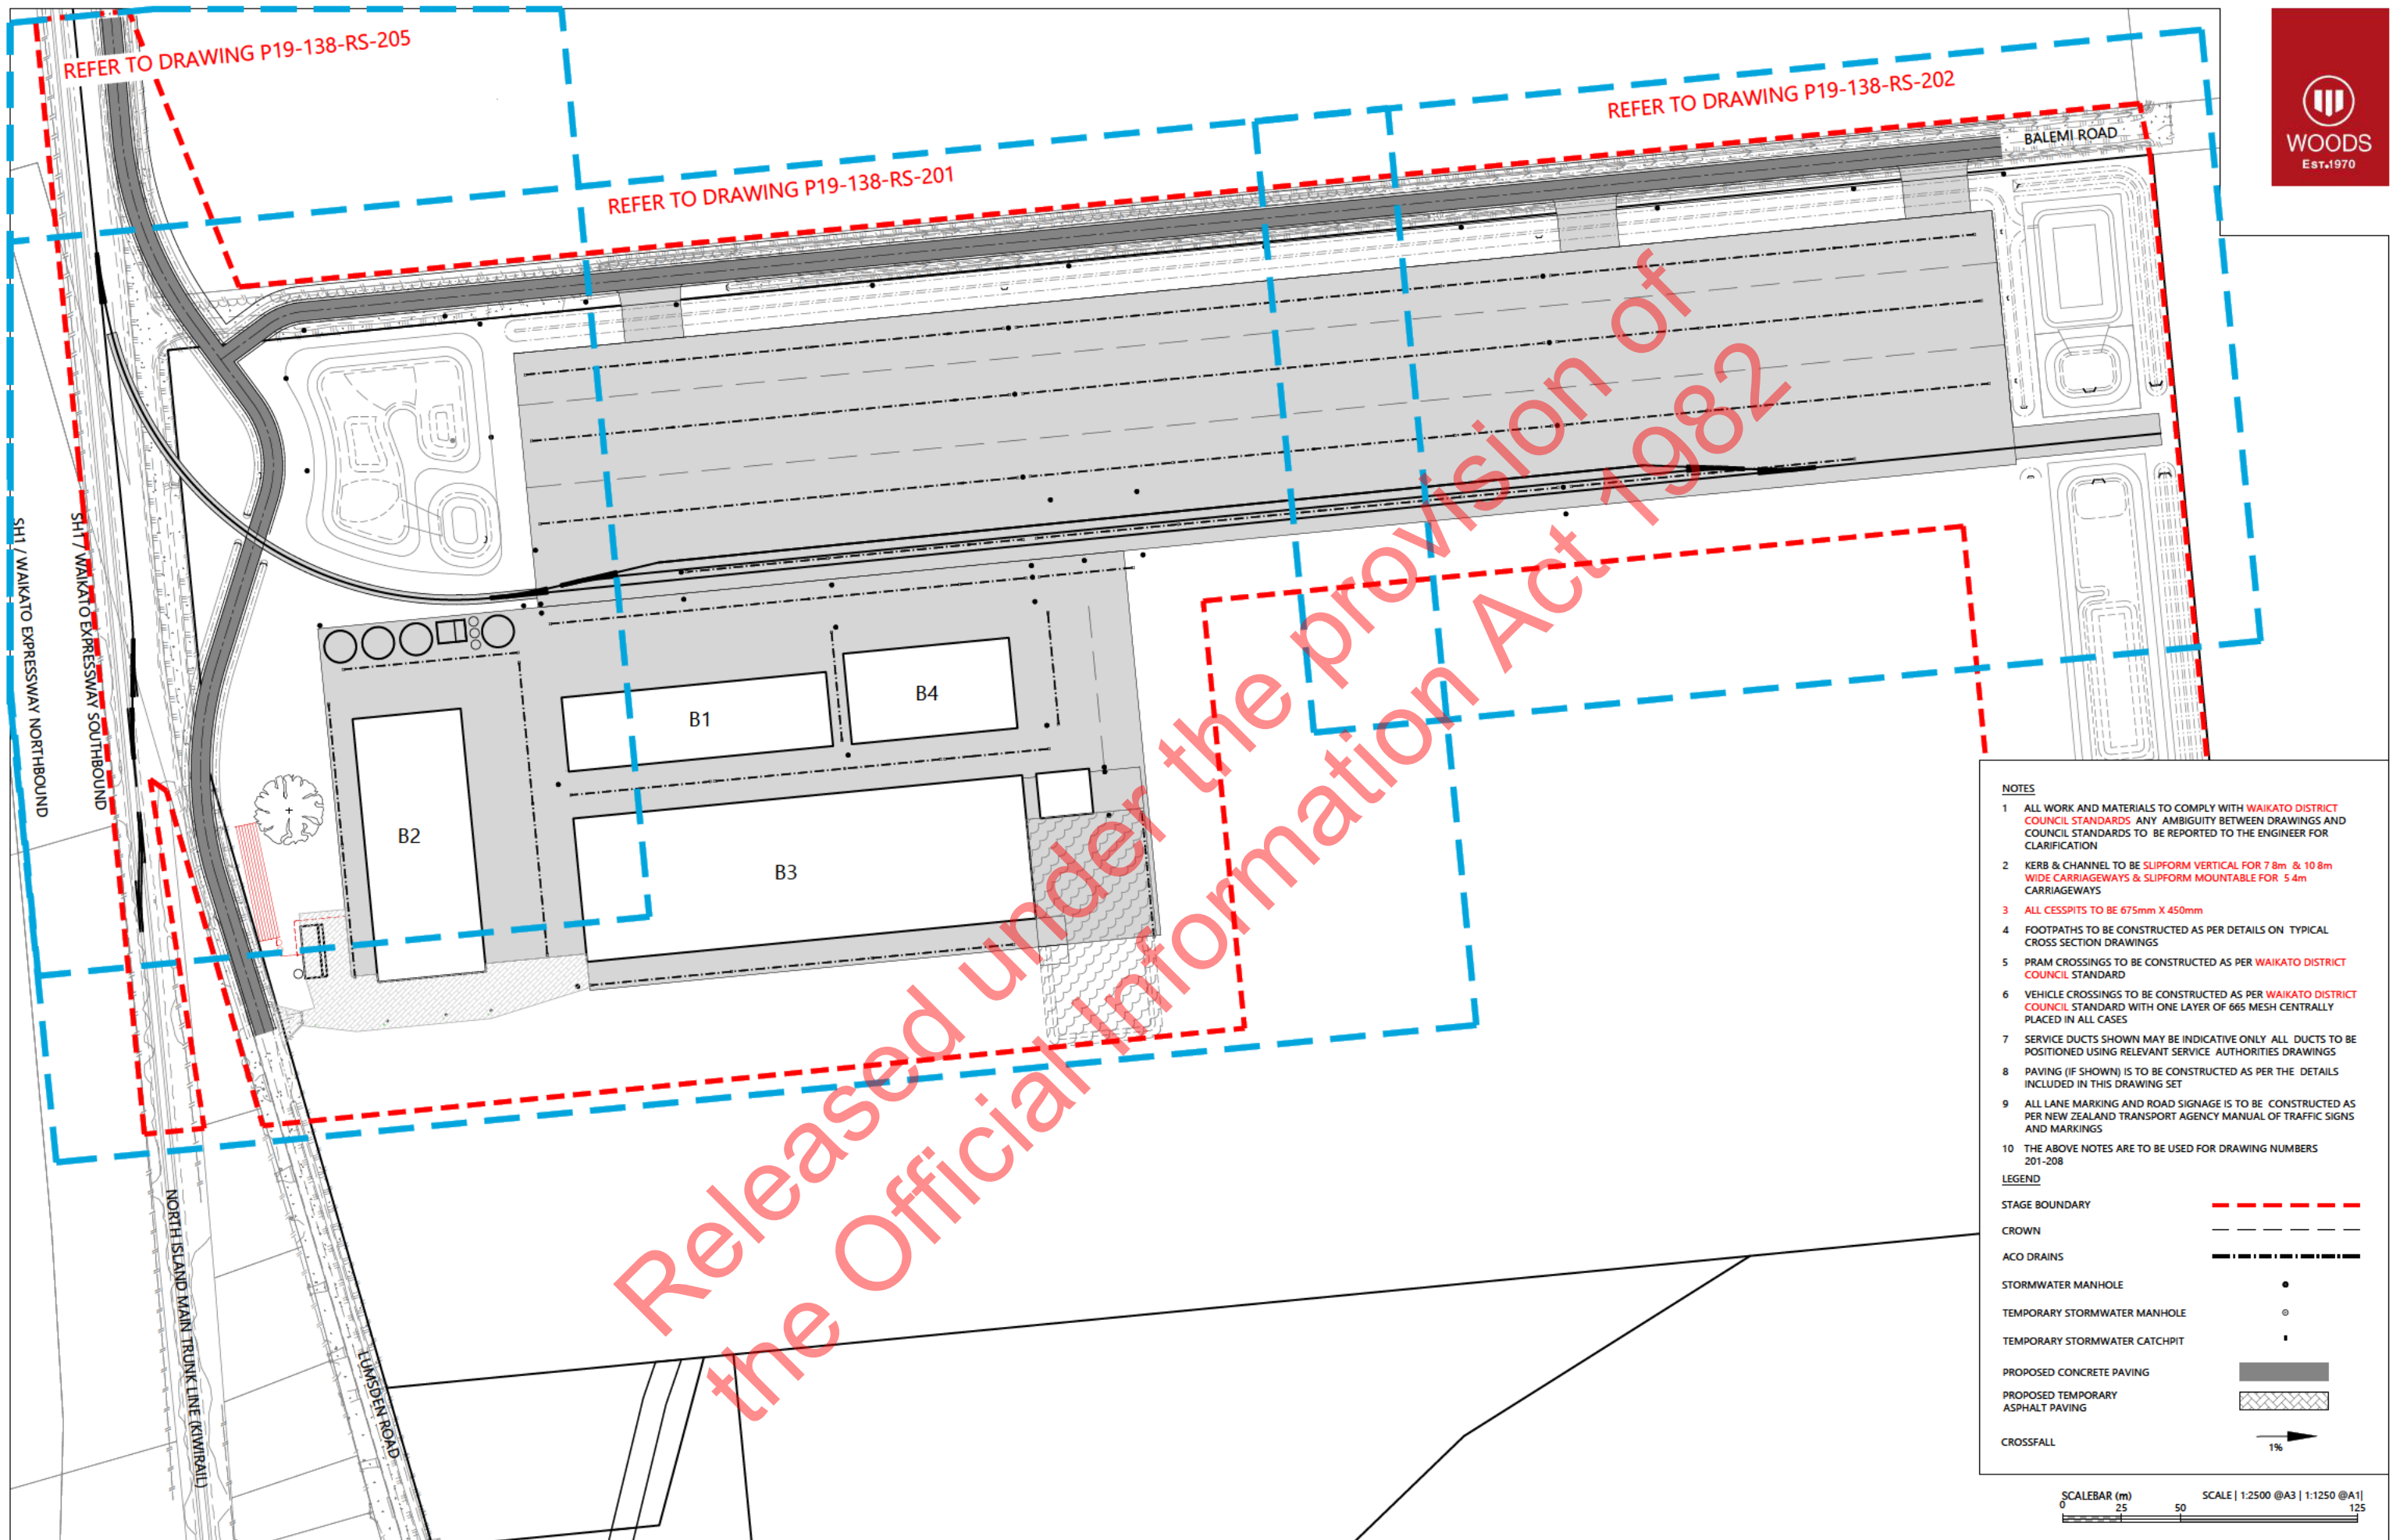 REFER TO DRAWING P19-138-RS-205
REFER TO DRAWING P19-138-RS-201
REFER TO DRAWING P19-138-RS-202
BALEMI ROAD
WOODS
EST.1970
SH1 / WAIKATO EXPRESSWAY NORTHBOUND
SH1 / WAIKATO EXPRESSWAY SOUTHBOUND
NORTH ISLAND MAIN TRUNK LINE (KIWIRAIL)
LUMSDEN ROAD
B1
B4
B2
B3
Released under the provision of
the Official Information Act 1982
NOTES
1 ALL WORK AND MATERIALS TO COMPLY WITH WAIKATO DISTRICT
COUNCIL STANDARDS ANY AMBIGUITY BETWEEN DRAWINGS AND
COUNCIL STANDARDS TO BE REPORTED TO THE ENGINEER FOR
CLARIFICATION
2 KERB & CHANNEL TO BE SLIPFORM VERTICAL FOR 7 8m & 10 8m
WIDE CARRIAGEWAYS & SLIPFORM MOUNTABLE FOR 5 4m
CARRIAGEWAYS
3 ALL CESSPITS TO BE 675mm X 450mm
4 FOOTPATHS TO BE CONSTRUCTED AS PER DETAILS ON TYPICAL
CROSS SECTION DRAWINGS
5 PRAM CROSSINGS TO BE CONSTRUCTED AS PER WAIKATO DISTRICT
COUNCIL STANDARD
6 VEHICLE CROSSINGS TO BE CONSTRUCTED AS PER WAIKATO DISTRICT
COUNCIL STANDARD WITH ONE LAYER OF 665 MESH CENTRALLY
PLACED IN ALL CASES
7 SERVICE DUCTS SHOWN MAY BE INDICATIVE ONLY ALL DUCTS TO BE
POSITIONED USING RELEVANT SERVICE AUTHORITIES DRAWINGS
8 PAVING (IF SHOWN) IS TO BE CONSTRUCTED AS PER THE DETAILS
INCLUDED IN THIS DRAWING SET
9 ALL LANE MARKING AND ROAD SIGNAGE IS TO BE CONSTRUCTED AS
PER NEW ZEALAND TRANSPORT AGENCY MANUAL OF TRAFFIC SIGNS
AND MARKINGS
10 THE ABOVE NOTES ARE TO BE USED FOR DRAWING NUMBERS
201-208
LEGEND
STAGE BOUNDARY
CROWN
ACO DRAINS
STORMWATER MANHOLE
TEMPORARY STORMWATER MANHOLE
TEMPORARY STORMWATER CATCHPIT
PROPOSED CONCRETE PAVING
PROPOSED TEMPORARY
ASPHALT PAVING
CROSSFALL
1%
SCALEBAR (m)
SCALE | 1:2500 @A3 | 1:1250 @A1|
0 25 50 125